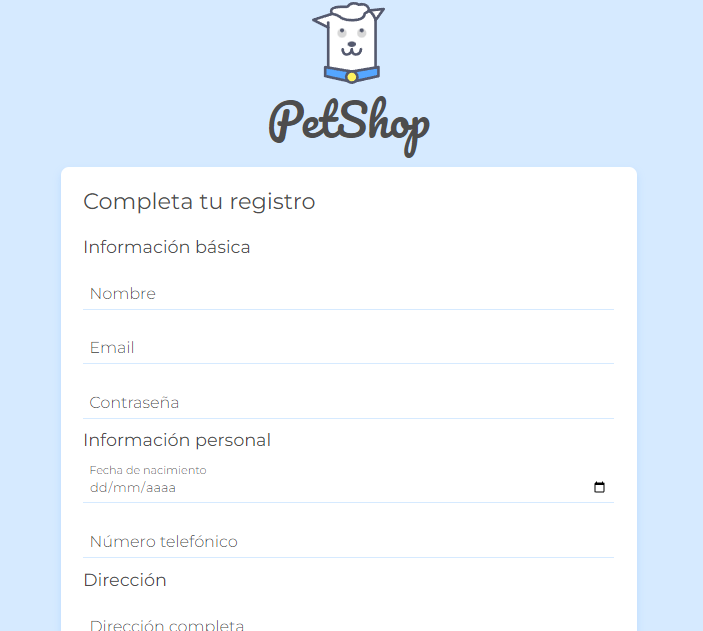 PetShop
Completa tu registro
Información básica
Nombre
Email
Contraseña
Información personal
Fecha de nacimiento
dd/mm/aaaa
Número telefónico
Dirección
Dirección completa